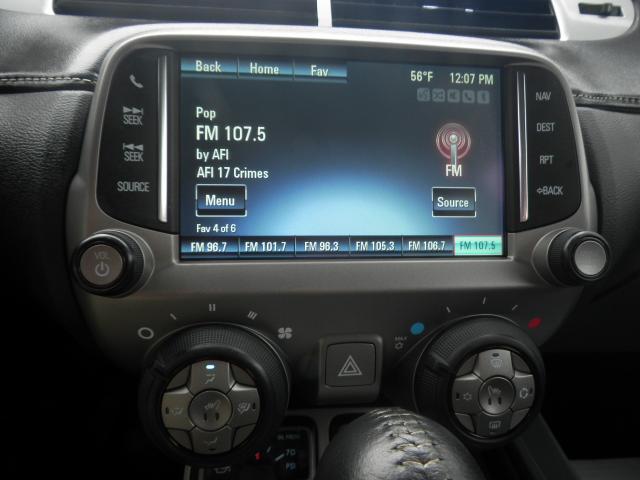 Back Home Fav 56°F 12:07 PM
Pop
FM 107.5
by AFI
AFI 17 Crimes
FM
Menu Source
Fav 4 of 6
FM 96.7 FM 101.7 FM 96.3 FM 105.3 FM 106.7 FM 107.5
SEEK
SEEK
SOURCE
NAV
DEST
RPT
BACK
VOL
MAX